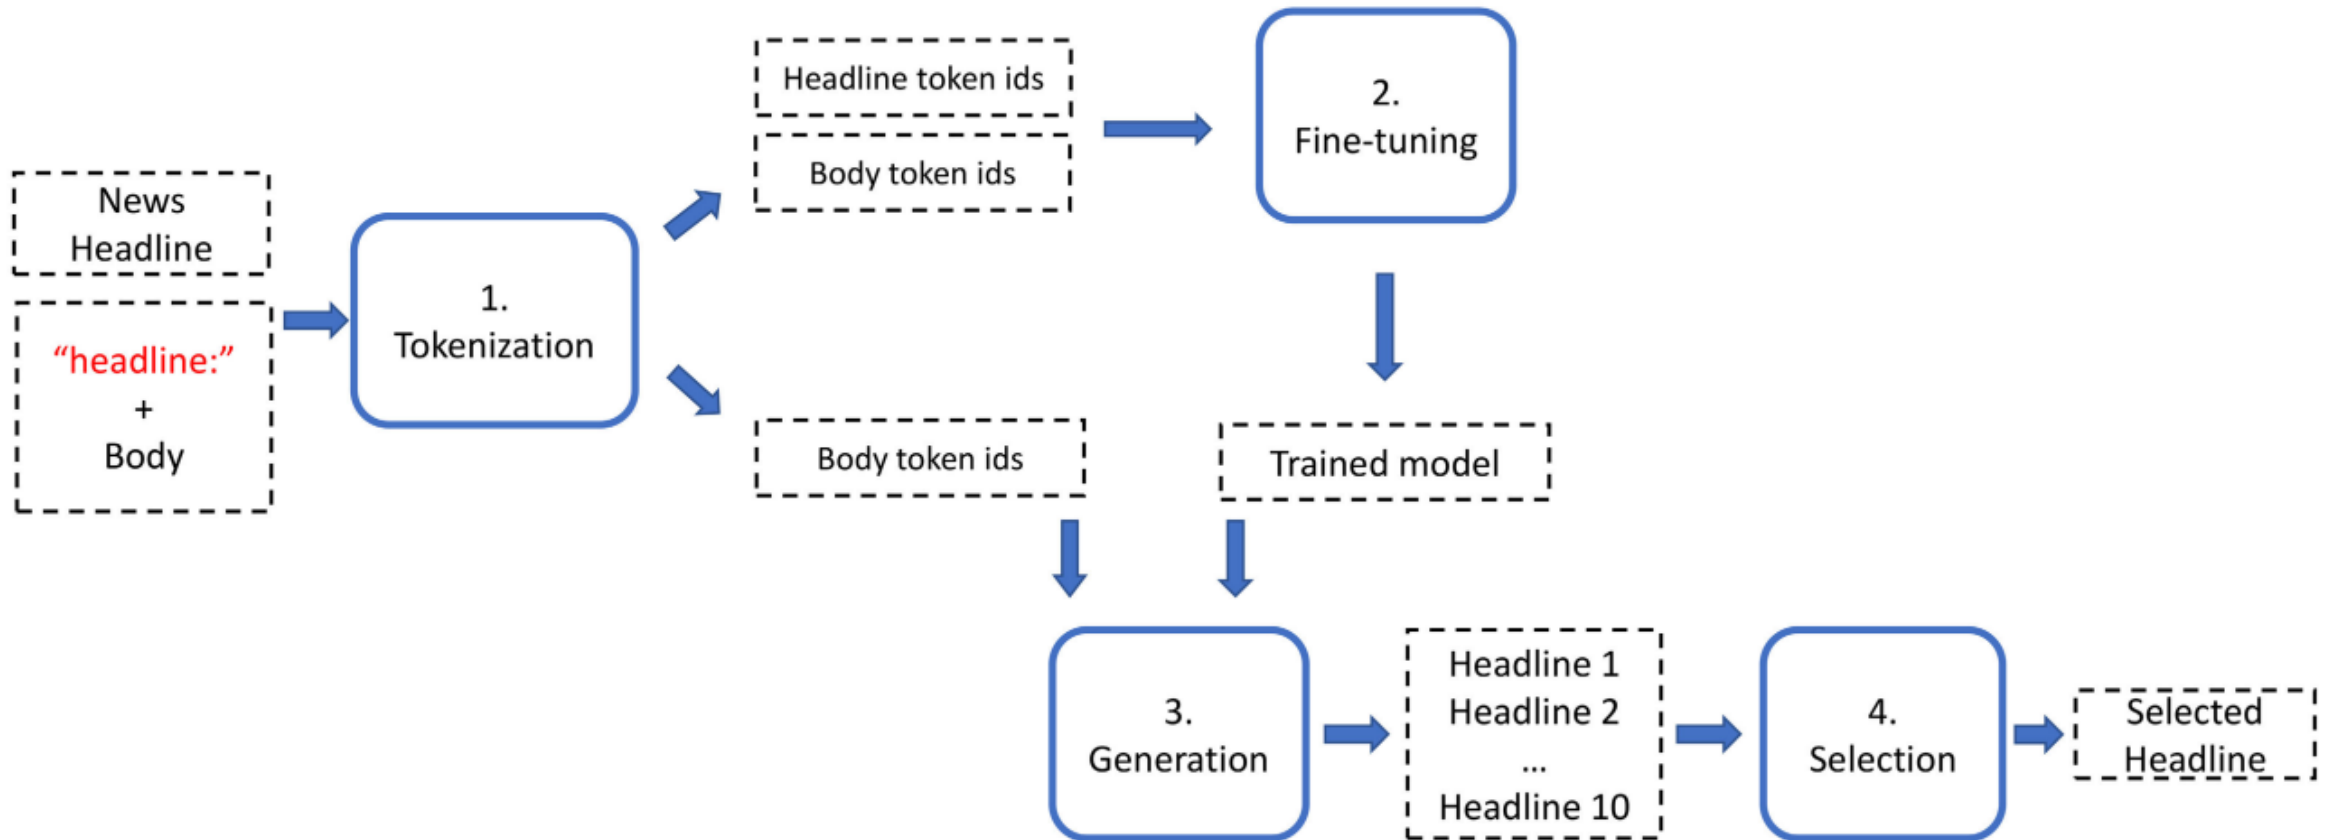 News
Headline
“headline:”
+
Body
1.
Tokenization
Headline token ids
Body token ids
2.
Fine-tuning
Body token ids
Trained model
3.
Generation
Headline 1
Headline 2
...
Headline 10
4.
Selection
Selected
Headline